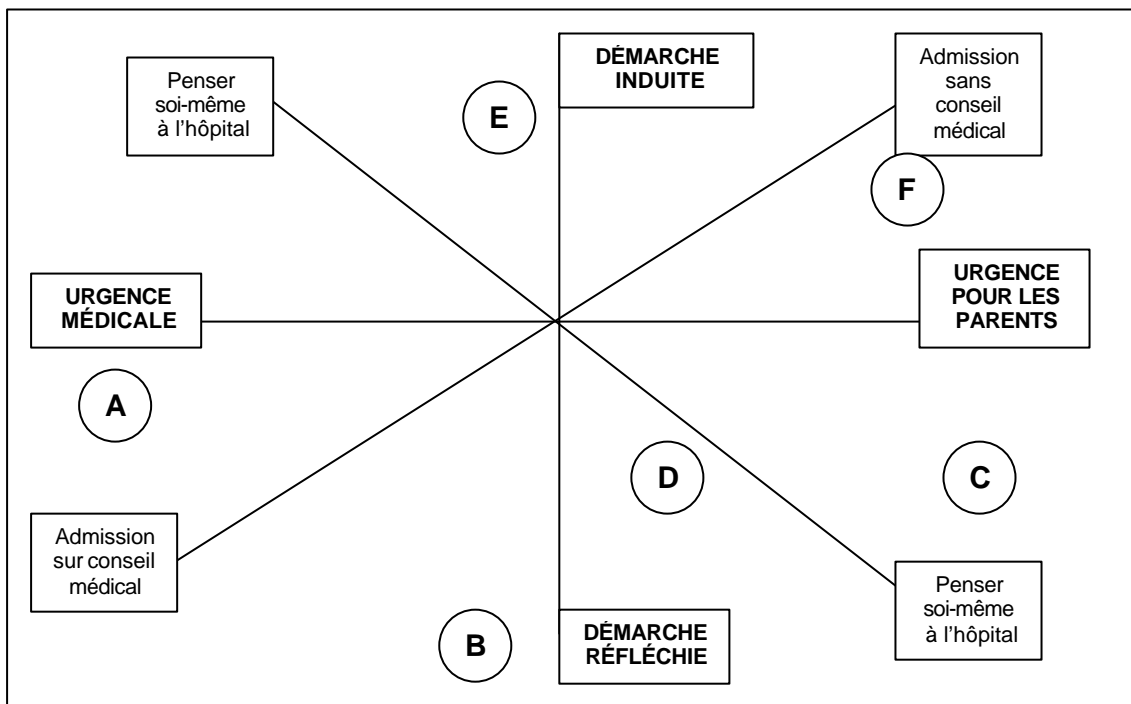 Penser
soi-même
à l'hôpital
E
DÉMARCHE
INDUITE
Admission
sans
conseil
médical
F
URGENCE
MÉDICALE
URGENCE
POUR LES
PARENTS
A
D
C
Admission
sur conseil
médical
B
DÉMARCHE
RÉFLÉCHIE
Penser
soi-même
à l'hôpital